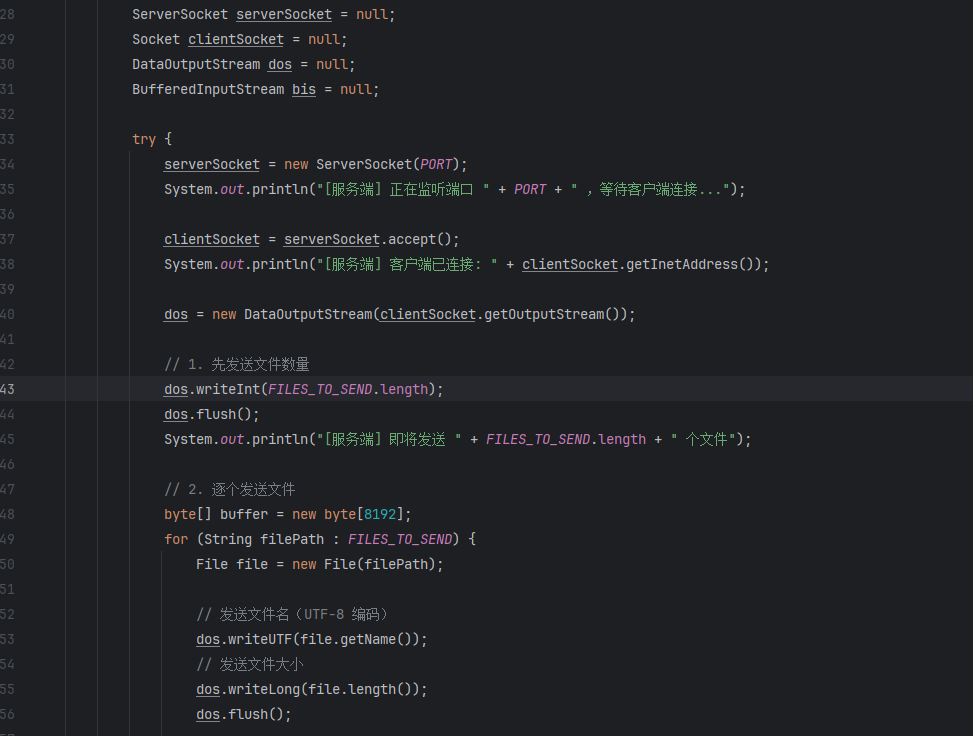 28 ServerSocket serverSocket = null;
29 Socket clientSocket = null;
30 DataOutputStream dos = null;
31 BufferedInputStream bis = null;
32
33 try {
34 serverSocket = new ServerSocket(PORT);
35 System.out.println("[服务端] 正在监听端口 " + PORT + " ，等待客户端连接...");
36
37 clientSocket = serverSocket.accept();
38 System.out.println("[服务端] 客户端已连接: " + clientSocket.getInetAddress());
39
40 dos = new DataOutputStream(clientSocket.getOutputStream());
41
42 // 1. 先发送文件数量
43 dos.writeInt(FILES_TO_SEND.length);
44 dos.flush();
45 System.out.println("[服务端] 即将发送 " + FILES_TO_SEND.length + " 个文件");
46
47 // 2. 逐个发送文件
48 byte[] buffer = new byte[8192];
49 for (String filePath : FILES_TO_SEND) {
50 File file = new File(filePath);
51
52 // 发送文件名（UTF-8 编码）
53 dos.writeUTF(file.getName());
54 // 发送文件大小
55 dos.writeLong(file.length());
56 dos.flush();